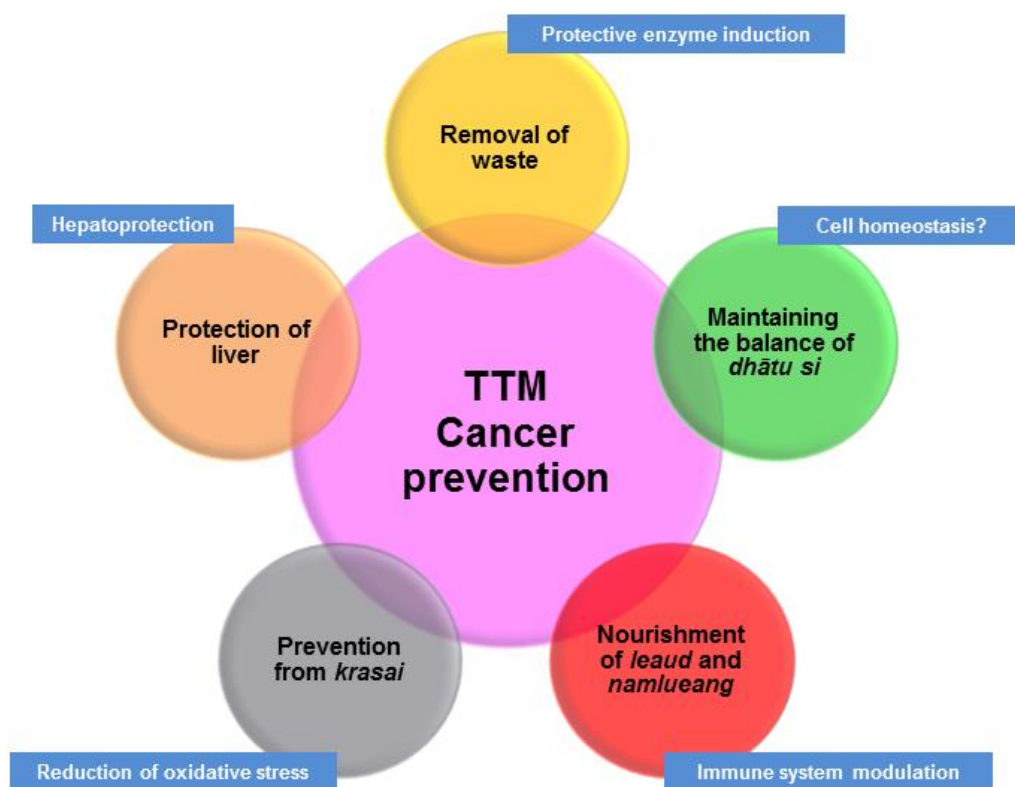 Protective enzyme induction
Removal of
waste
Hepatoprotection
Cell homeostasis?
Protection of
liver
Maintaining
the balance of
dhātu si
TTM
Cancer
prevention
Prevention
from krasai
Nourishment
of leaud and
namlueang
Reduction of oxidative stress
Immune system modulation